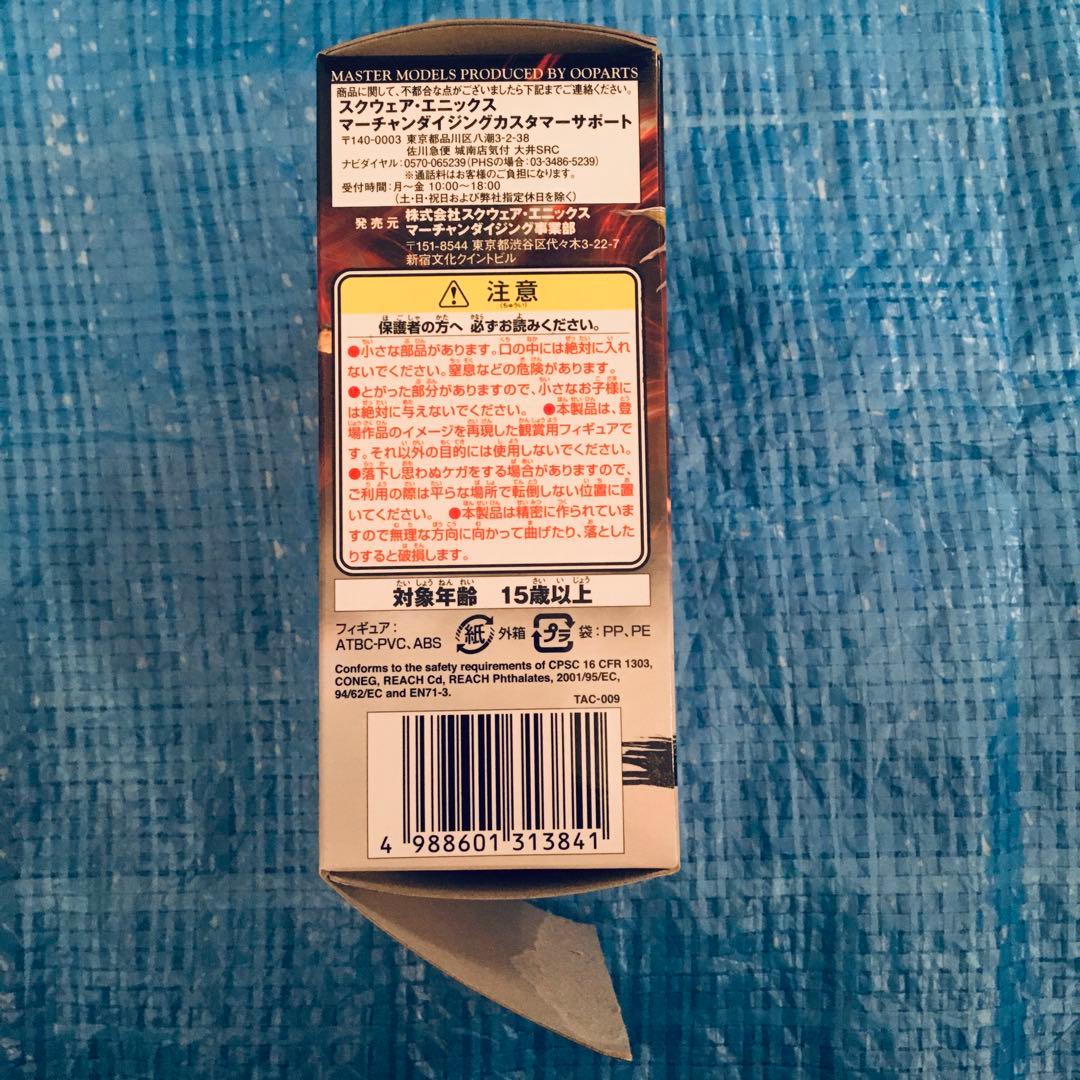 MASTER MODELS PRODUCED BY OOPARTS
商品に関して、不都合な点がございましたら下記までご連絡ください。
スクウェア・エニックス
マーチャンダイジングカスタマーサポート
〒140-0003 東京都品川区八潮3-2-38
佐川急便 城南店気付 大井SRC
ナビダイヤル:0570-065239(PHSの場合:03-3486-5239)
※通話料はお客様のご負担になります。
受付時間:月～金 10:00～18:00
(土・日・祝日および弊社指定休日を除く)
発売元 株式会社スクウェア・エニックス
マーチャンダイジング事業部
〒151-8544 東京都渋谷区代々木3-22-7
新宿文化クイントビル
注意
(ちゅうい)
保護者の方へ 必ずお読みください。
●小さな部品があります。口の中には絶対に入れ
ないでください。窒息などの危険があります。
●とがった部分がありますので、小さなお子様に
は絶対に与えないでください。 ●本製品は、登
場作品のイメージを再現した観賞用フィギュアで
す。それ以外の目的には使用しないでください。
●落下し思わぬケガをする場合がありますので、
ご利用の際は平らな場所で転倒しない位置に置
いてください。 ●本製品は精密に作られていま
すので無理な方向に向かって曲げたり、落とした
りすると破損します。
対象年齢 15歳以上
フィギュア:
ATBC-PVC、ABS
紙 外箱 プラ 袋:PP、PE
Conforms to the safety requirements of CPSC 16 CFR 1303,
CONEG, REACH Cd, REACH Phthalates, 2001/95/EC,
94/62/EC and EN71-3.
TAC-009
4 988601 313841